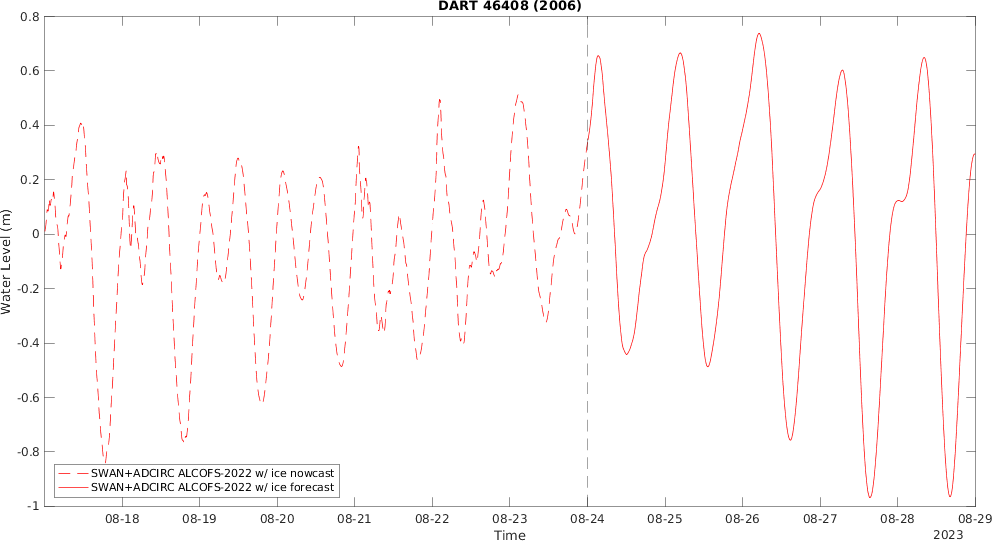 DART 46408 (2006)
0.8
0.6
0.4
0.2
0
-0.2
-0.4
-0.6
-0.8
-1
Water Level (m)
SWAN+ADCIRC ALCOFS-2022 w/ ice nowcast
SWAN+ADCIRC ALCOFS-2022 w/ ice forecast
08-18 08-19 08-20 08-21 08-22 08-23 08-24 08-25 08-26 08-27 08-28 08-29
Time
2023